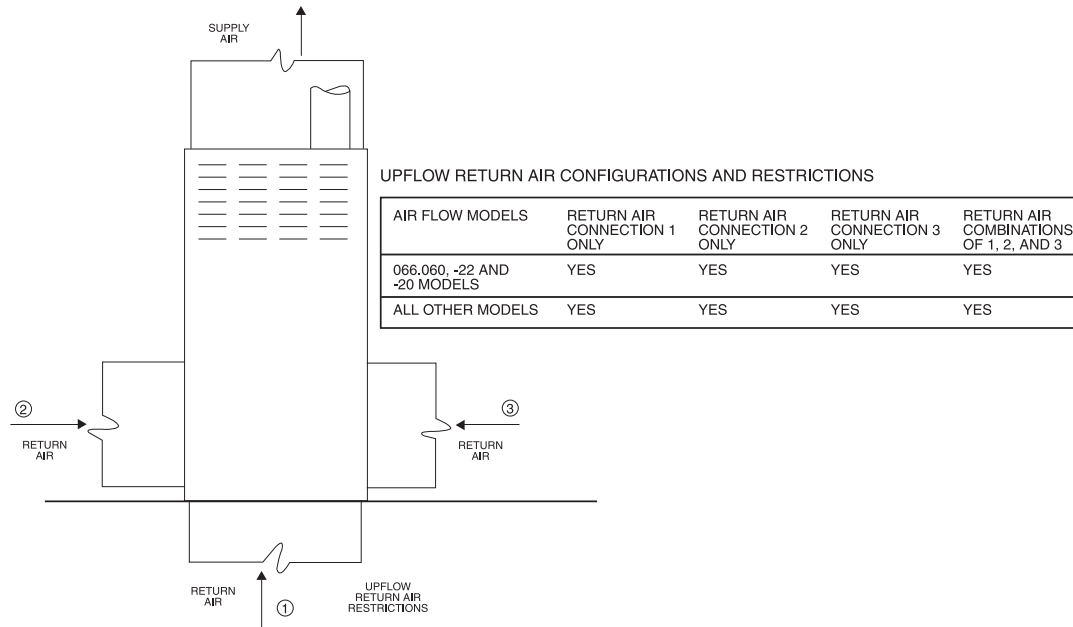 SUPPLY
AIR
UPFLOW RETURN AIR CONFIGURATIONS AND RESTRICTIONS
AIR FLOW MODELS
RETURN AIR
CONNECTION 1
ONLY
RETURN AIR
CONNECTION 2
ONLY
RETURN AIR
CONNECTION 3
ONLY
RETURN AIR
COMBINATIONS
OF 1, 2, AND 3
066.060, -22 AND
-20 MODELS
YES
YES
YES
YES
ALL OTHER MODELS
YES
YES
YES
YES
②
RETURN
AIR
③
RETURN
AIR
RETURN
AIR
①
UPFLOW
RETURN AIR
RESTRICTIONS